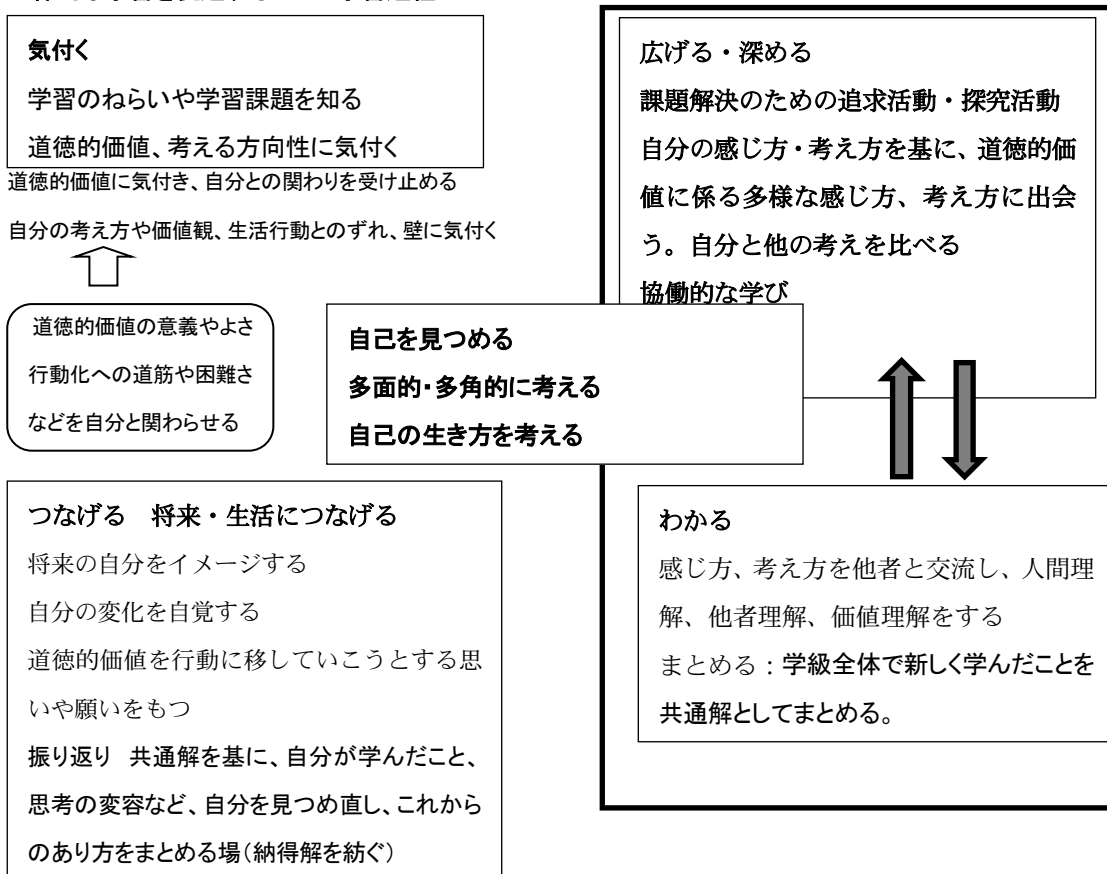 気付く
学習のねらいや学習課題を知る
道徳的価値、考える方向性に気付く
道徳的価値に気付き、自分との関わりを受け止める
自分の考え方や価値観、生活行動とのずれ、壁に気付く
道徳的価値の意義やよさ
行動化への道筋や困難さ
などを自分と関わらせる
広げる・深める
課題解決のための追求活動・探究活動
自分の感じ方・考え方を基に、道徳的価
値に係る多様な感じ方、考え方に出会
う。自分と他の考えを比べる
協働的な学び
自己を見つめる
多面的・多角的に考える
自己の生き方を考える
わかる
感じ方、考え方を他者と交流し、人間理
解、他者理解、価値理解をする
まとめる：学級全体で新しく学んだことを
共通解としてまとめる。
つなげる　将来・生活につなげる
将来の自分をイメージする
自分の変化を自覚する
道徳的価値を行動に移していこうとする思
いや願いをもつ
振り返り　共通解を基に、自分が学んだこと、
思考の変容など、自分を見つめ直し、これから
のあり方をまとめる場（納得解を紡ぐ）